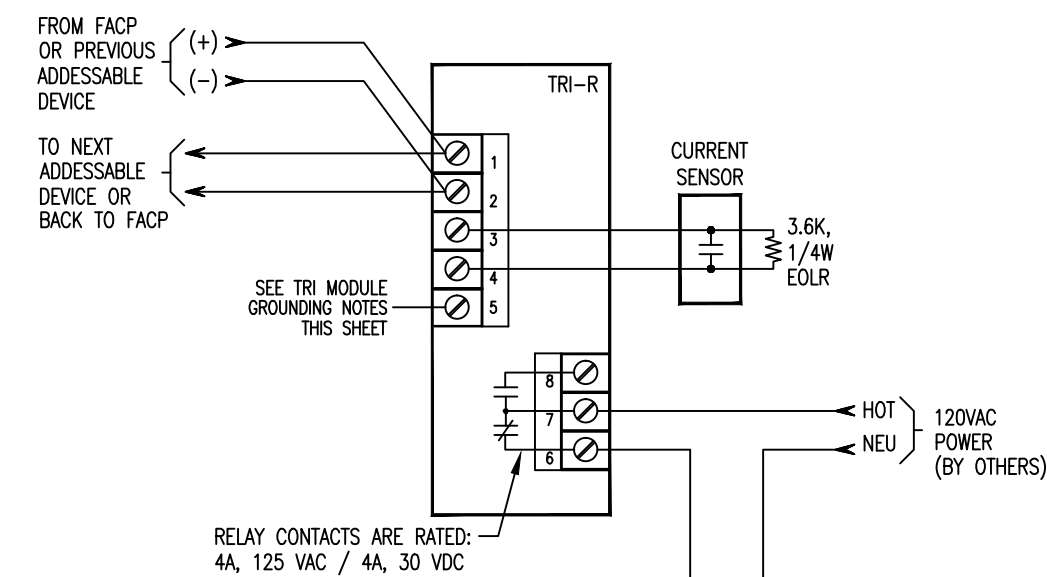 FROM FACP
OR PREVIOUS
ADDESSABLE
DEVICE
(+)
(−)
TO NEXT
ADDESSABLE
DEVICE OR
BACK TO FACP
TRI−R
1
2
3
4
5
SEE TRI MODULE
GROUNDING NOTES
THIS SHEET
CURRENT
SENSOR
3.6K,
1/4W
EOLR
8
7
6
HOT
NEU
120VAC
POWER
(BY OTHERS)
RELAY CONTACTS ARE RATED:
4A, 125 VAC / 4A, 30 VDC